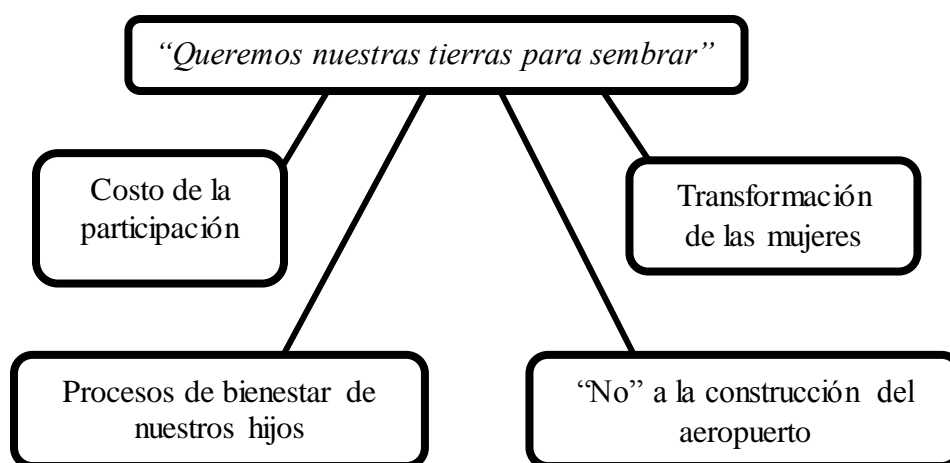 “Queremos nuestras tierras para sembrar”
Costo de la
participación
Transformación
de las mujeres
Procesos de bienestar de
nuestros hijos
“No” a la construcción del
aeropuerto